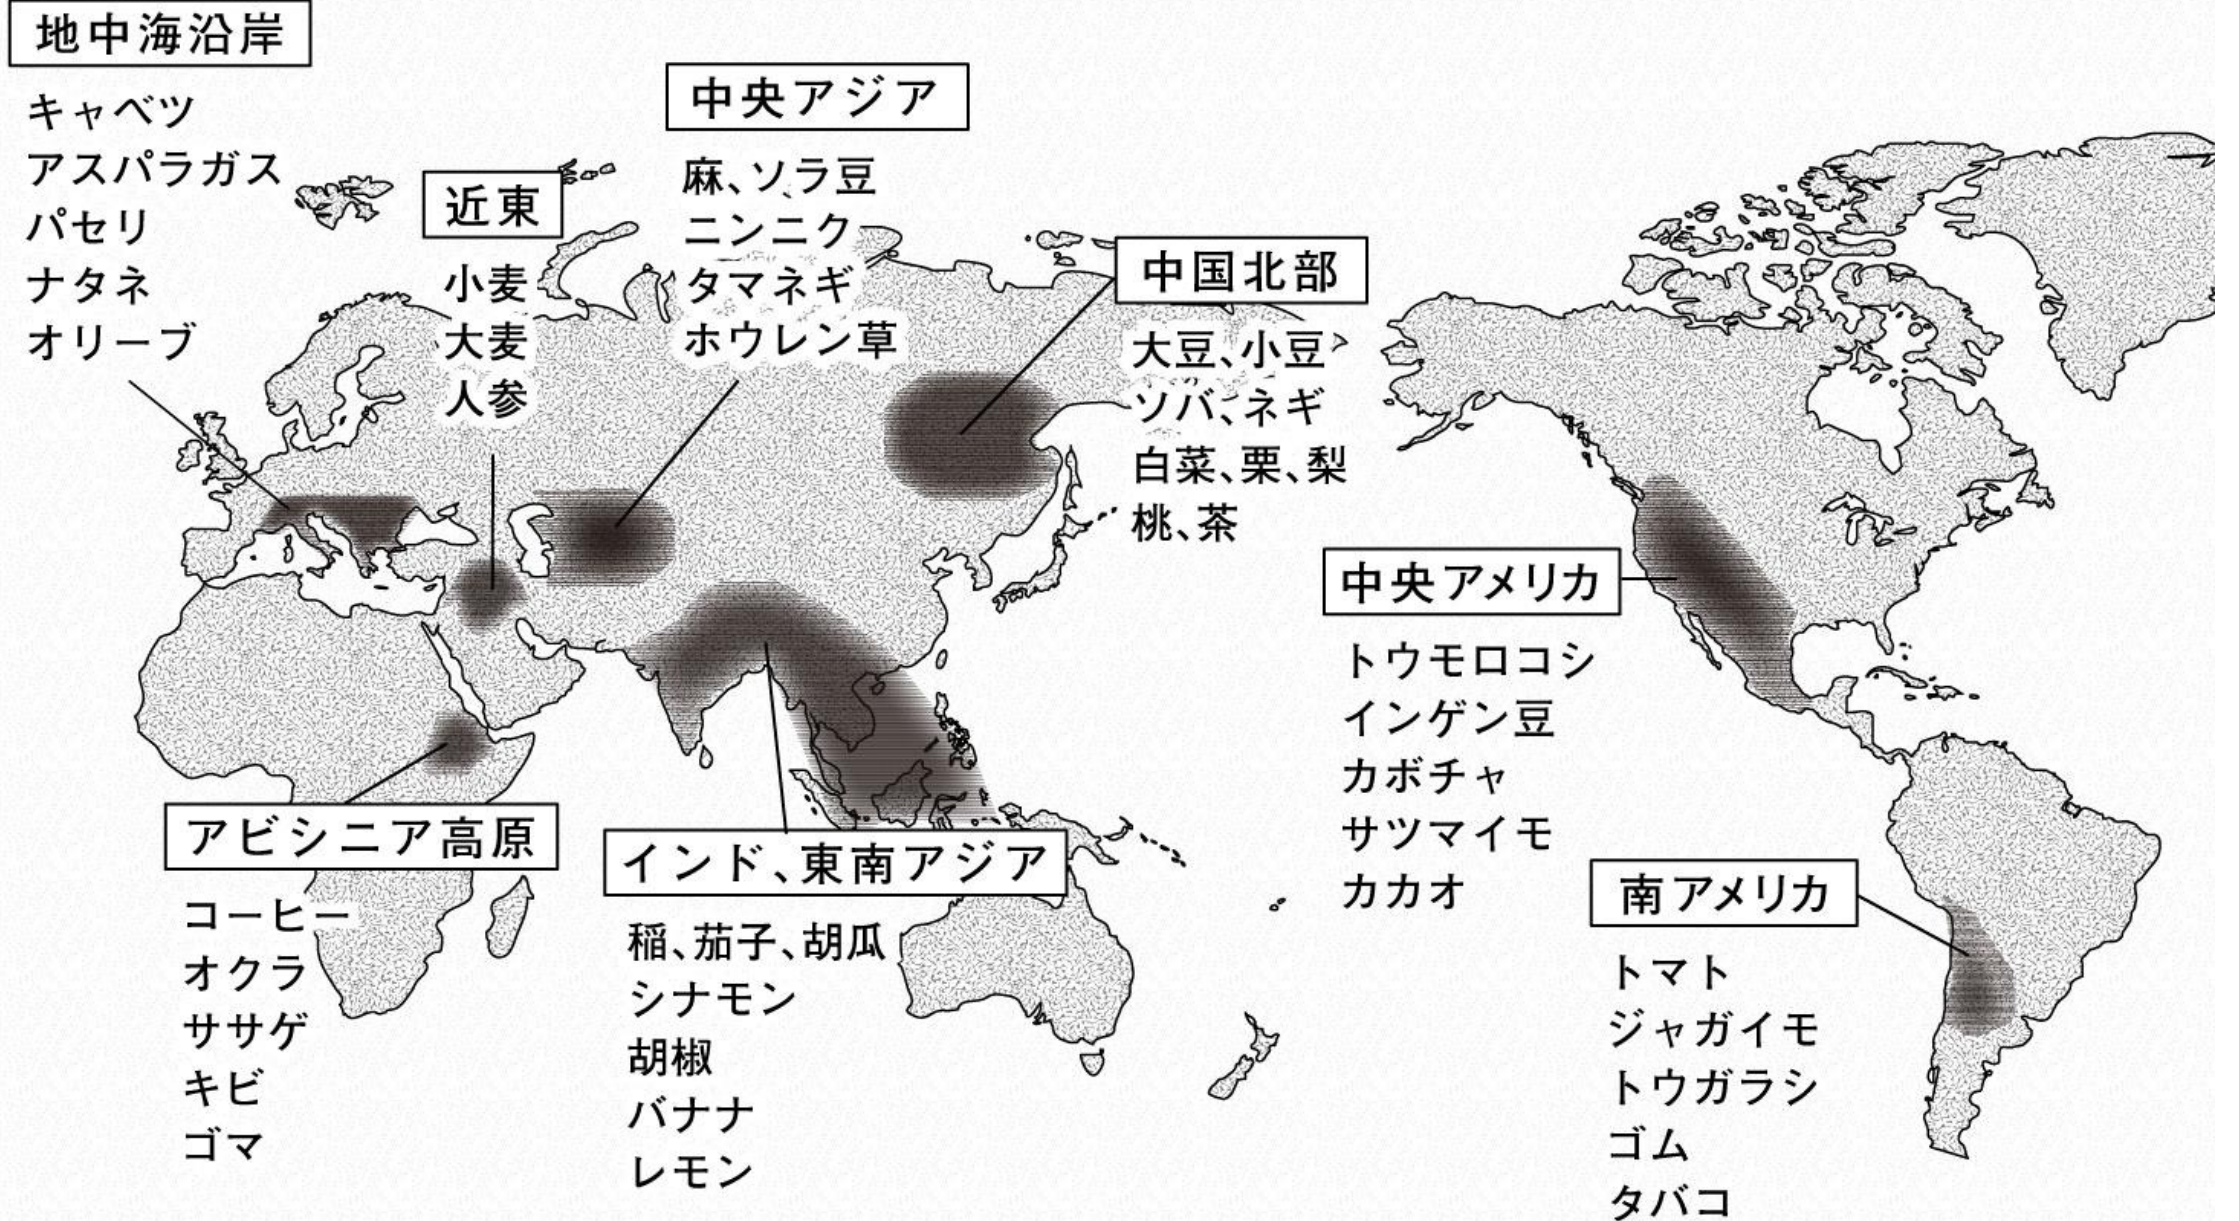 地中海沿岸
キャベツ
アスパラガス
パセリ
ナタネ
オリーブ
近東
小麦
大麦
人参
中央アジア
麻、ソラ豆
ニンニク
タマネギ
ホウレン草
中国北部
大豆、小豆
ソバ、ネギ
白菜、栗、梨
桃、茶
アビシニア高原
コーヒー
オクラ
ササゲ
キビ
ゴマ
インド、東南アジア
稲、茄子、胡瓜
シナモン
胡椒
バナナ
レモン
中央アメリカ
トウモロコシ
インゲン豆
カボチャ
サツマイモ
カカオ
南アメリカ
トマト
ジャガイモ
トウガラシ
ゴム
タバコ